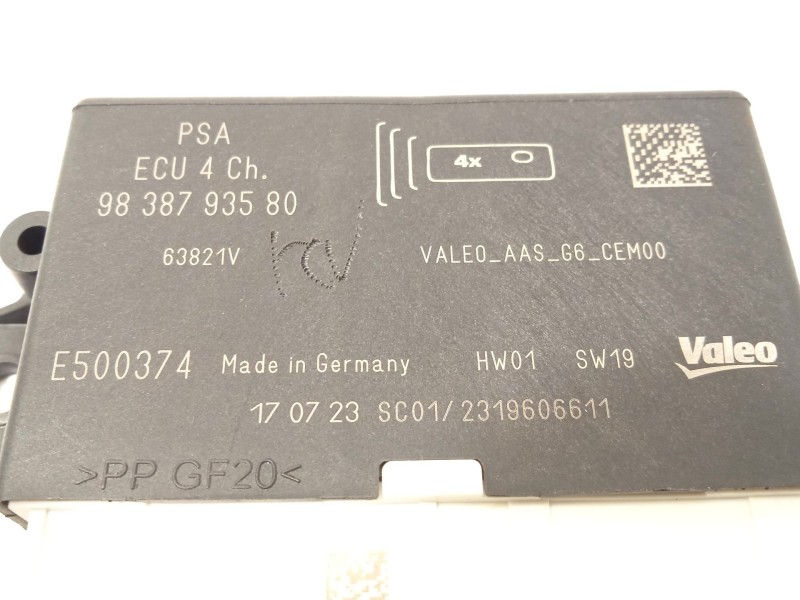 PSA
ECU 4 Ch.
98 387 935 80
4x
63821V
VALEO_AAS_G6_CEM00
E500374
Made in Germany
HW01
SW19
Valeo
17 07 23 SC01/2319606611
>PP GF20<